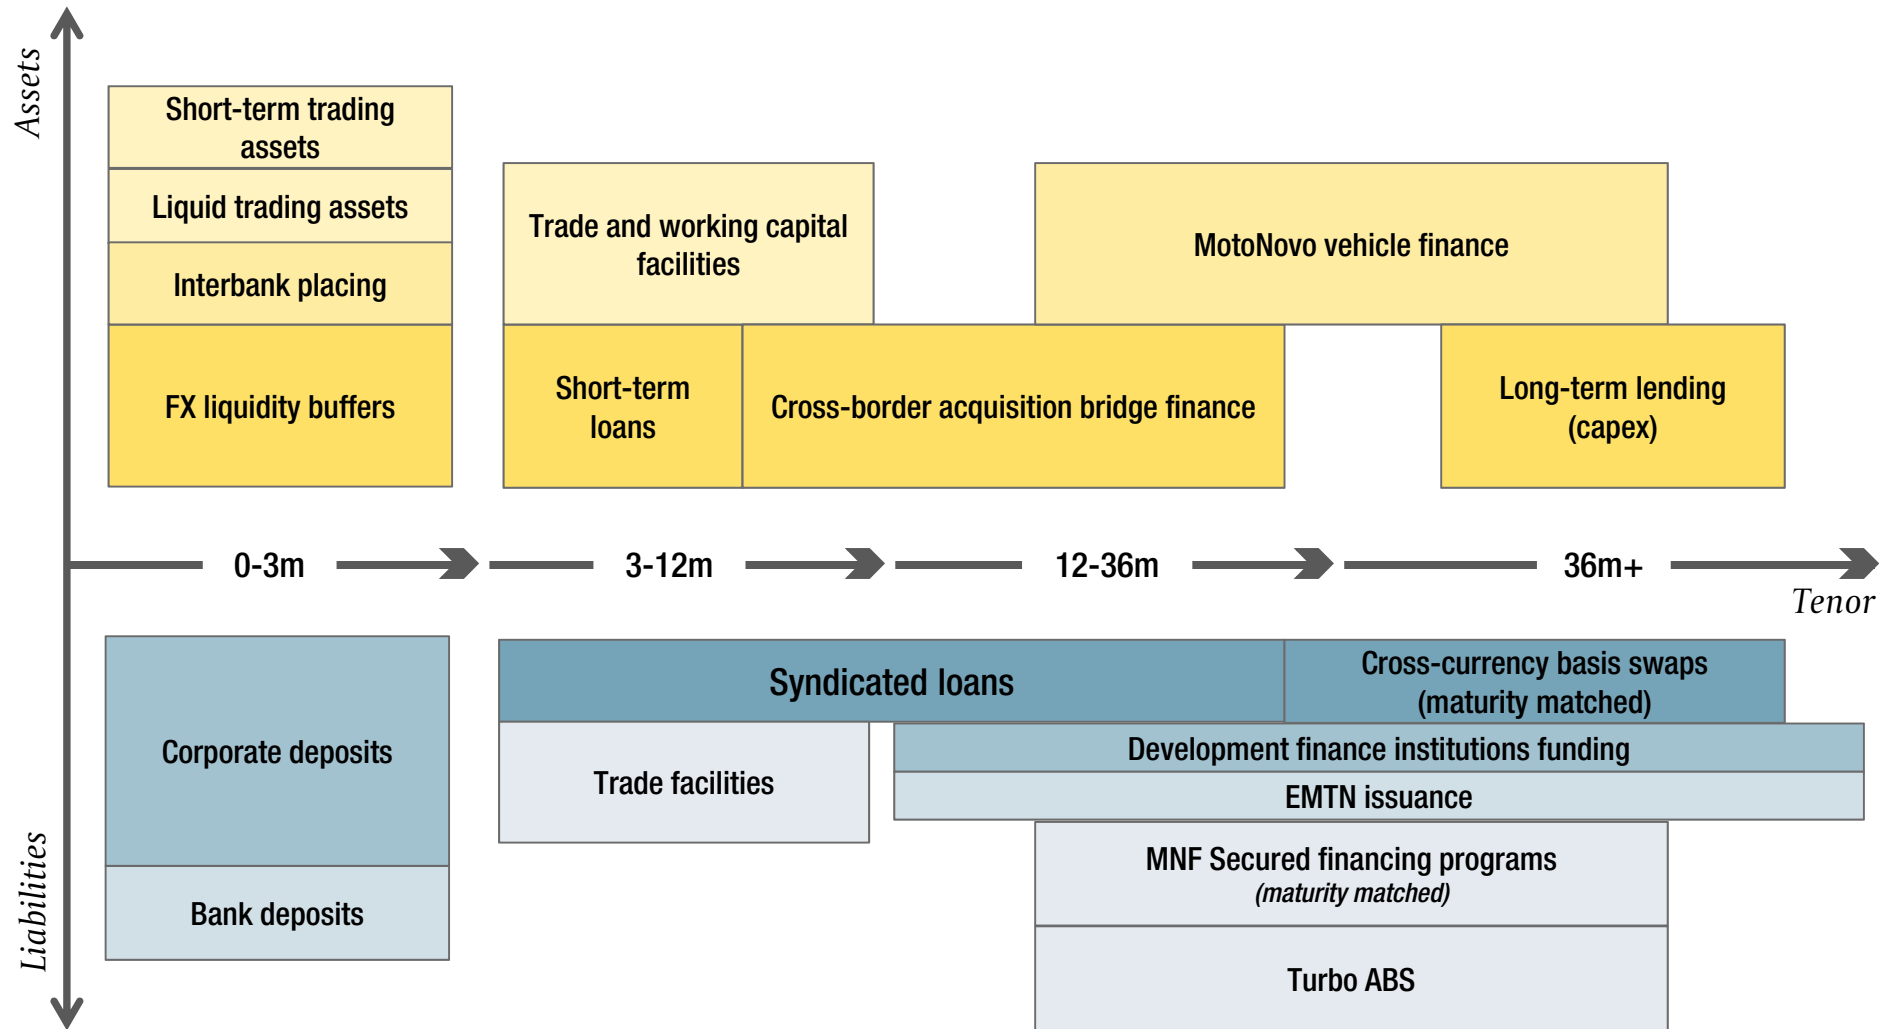 Assets
Short-term trading
assets
Liquid trading assets
Interbank placing
FX liquidity buffers
Trade and working capital
facilities
MotoNovo vehicle finance
Short-term
loans
Cross-border acquisition bridge finance
Long-term lending
(capex)
0-3m
3-12m
12-36m
36m+
Tenor
Liabilities
Corporate deposits
Bank deposits
Syndicated loans
Cross-currency basis swaps
(maturity matched)
Trade facilities
Development finance institutions funding
EMTN issuance
MNF Secured financing programs
(maturity matched)
Turbo ABS